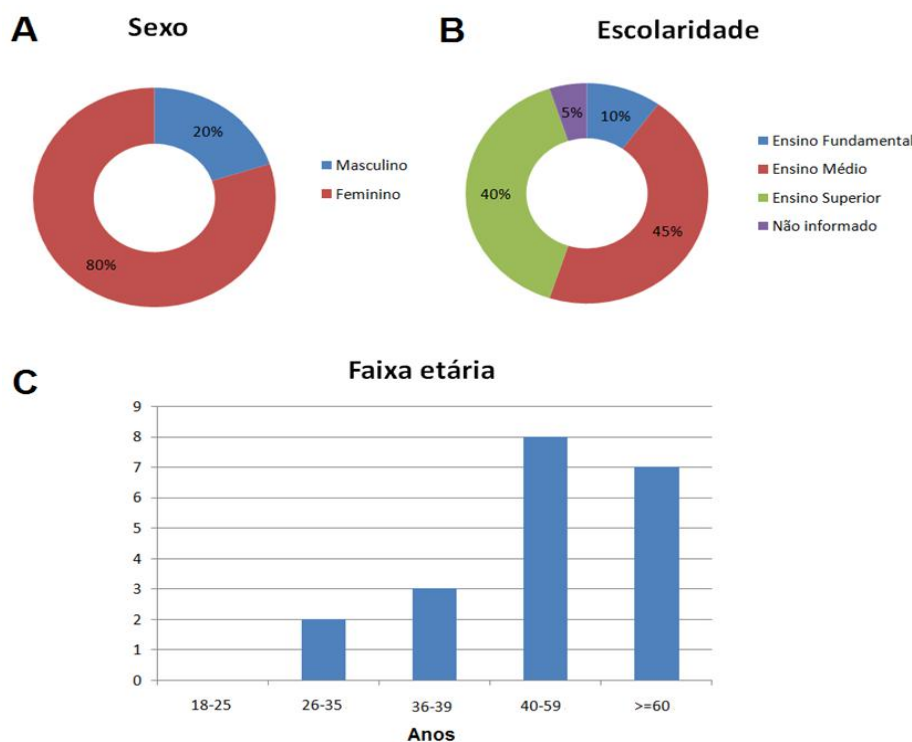 A
Sexo
20%
80%
Masculino
Feminino
B
Escolaridade
5%
10%
40%
45%
Ensino Fundamental
Ensino Médio
Ensino Superior
Não informado
C
Faixa etária
9
8
7
6
5
4
3
2
1
0
18-25
26-35
36-39
40-59
>=60
Anos